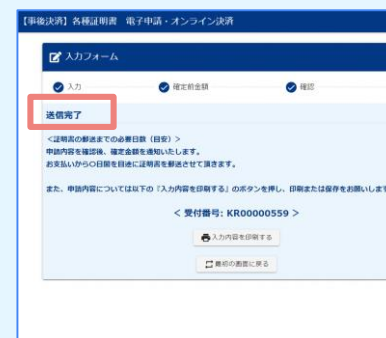 【事後決済】各種証明書 電子申請・オンライン決済
入力フォーム
入力 確定前金額 確認
送信完了
<証明書の郵送までの必要日数(目安)>
申請内容を確認後、確定金額を通知いたします。
お支払いから〇日間を目途に証明書を郵送させて頂きます。
また、申請内容については以下の「入力内容を印刷する」のボタンを押し、印刷または保存をお願いします
< 受付番号: KR00000559 >
入力内容を印刷する
最初の画面に戻る